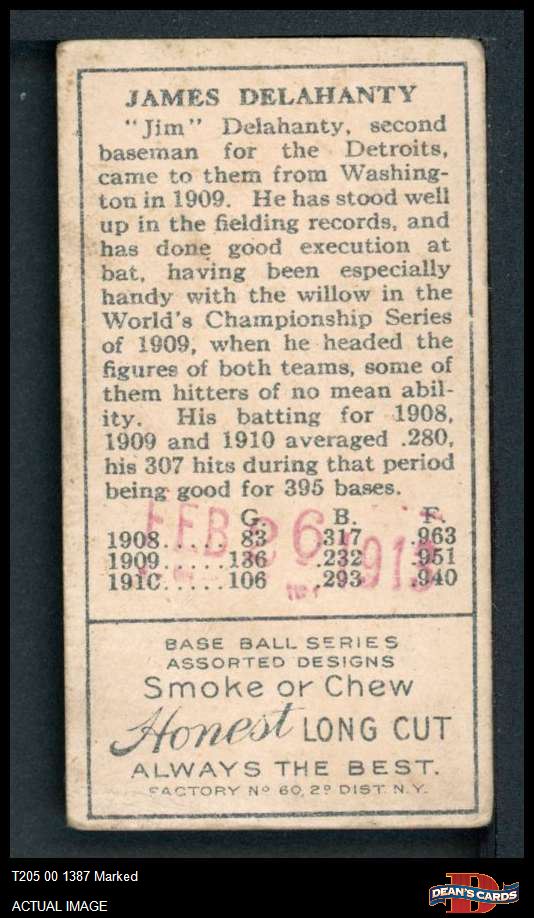 JAMES DELAHANTY
"Jim" Delahanty, second
baseman for the Detroits,
came to them from Washing-
ton in 1909. He has stood well
up in the fielding records, and
has done good execution at
bat, having been especially
handy with the willow in the
World's Championship Series
of 1909, when he headed the
figures of both teams, some of
them hitters of no mean abil-
ity. His batting for 1908,
1909 and 1910 averaged .280,
his 307 hits during that period
being good for 395 bases.
G. B. F.
1908..... 83 .317 .963
1909......136 .232 .951
1910......106 .293 .940
FEB 26 1913
BASE BALL SERIES
ASSORTED DESIGNS
Smoke or Chew
Honest LONG CUT
ALWAYS THE BEST.
FACTORY Nº 60, 2º DIST. N.Y.
T205 00 1387 Marked
ACTUAL IMAGE
DEAN'S CARDS